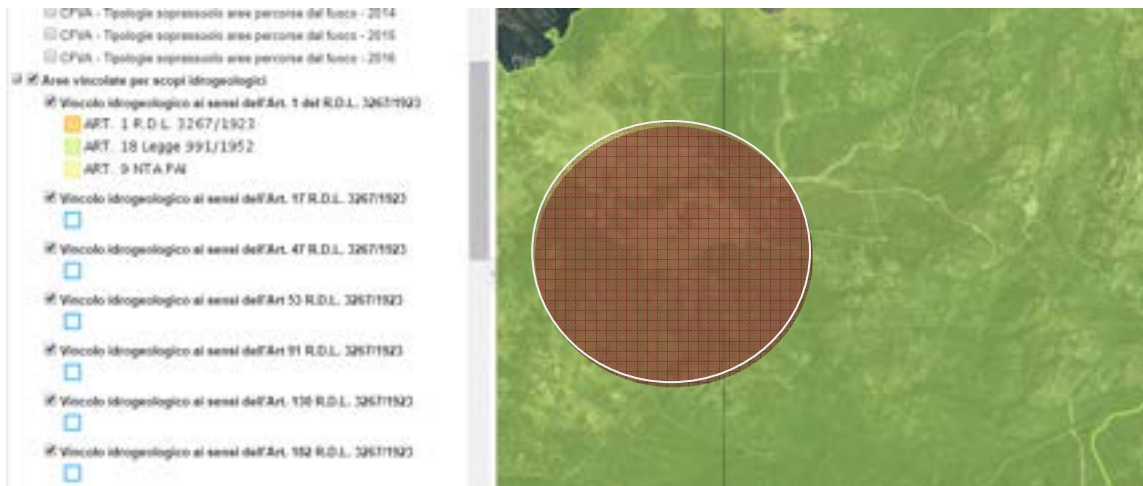 CFVA - Tipologie soprassuolo aree percorse dal fuoco - 2014
CFVA - Tipologie soprassuolo aree percorse dal fuoco - 2015
CFVA - Tipologie soprassuolo aree percorse dal fuoco - 2016
Aree vincolate per scopi idrogeologici
Vincolo idrogeologico ai sensi dell'Art. 1 del R.D.L. 3267/1923
ART. 1 R.D.L. 3267/1923
ART. 18 Legge 991/1952
ART. 9 NTA PAI
Vincolo idrogeologico ai sensi dell'Art. 17 R.D.L. 3267/1923
Vincolo idrogeologico ai sensi dell'Art. 47 R.D.L. 3267/1923
Vincolo idrogeologico ai sensi dell'Art 53 R.D.L. 3267/1923
Vincolo idrogeologico ai sensi dell'Art 91 R.D.L. 3267/1923
Vincolo idrogeologico ai sensi dell'Art. 130 R.D.L. 3267/1923
Vincolo idrogeologico ai sensi dell'Art. 182 R.D.L. 3267/1923